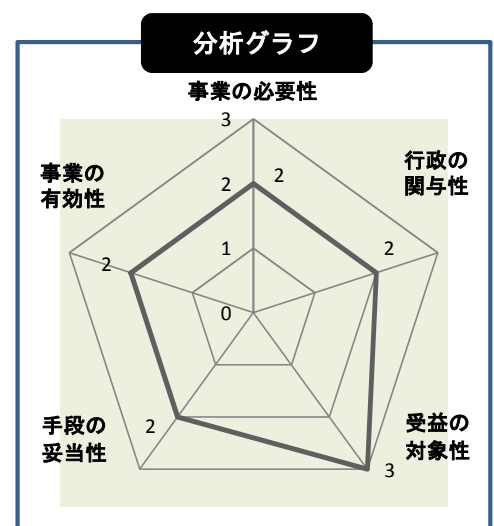 分析グラフ
事業の必要性
3
行政の
関与性
事業の
有効性
2
2
1
2
2
0
受益の
対象性
手段の
妥当性
2
3